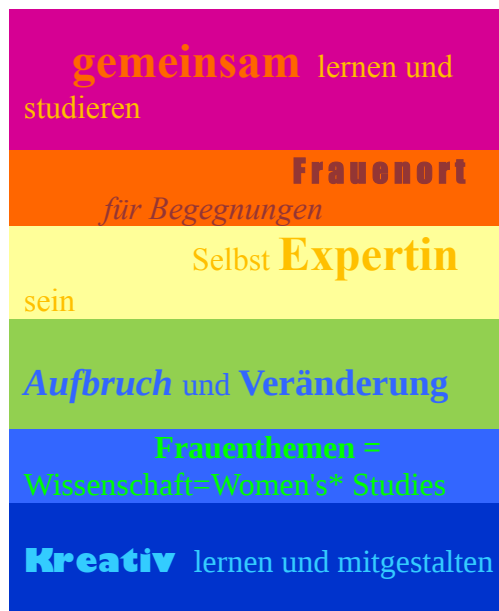 gemeinsam lernen und
studieren
Frauenort
für Begegnungen
Selbst Expertin
sein
Aufbruch und Veränderung
Frauenthemen =
Wissenschaft=Women's* Studies
Kreativ lernen und mitgestalten